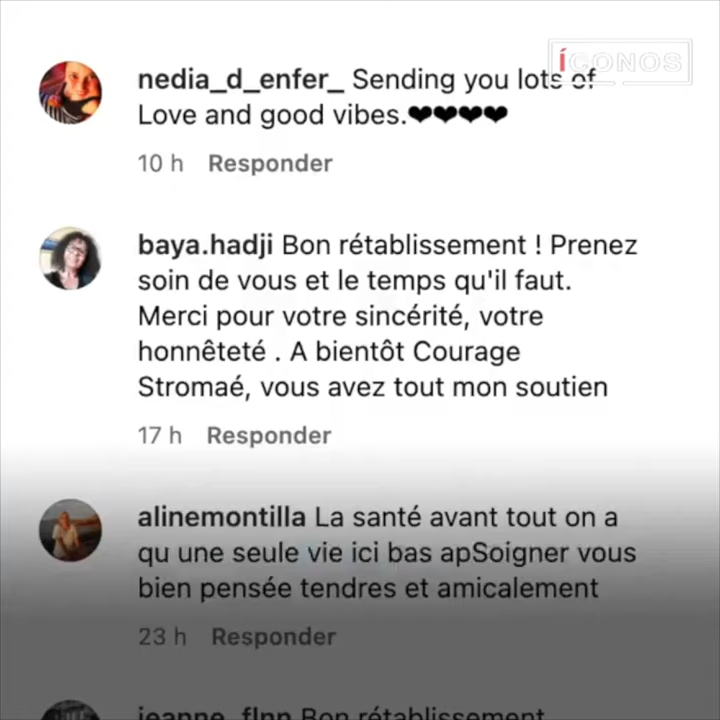 ÍCONOS
nedia_d_enfer_ Sending you lots of
Love and good vibes.❤❤❤❤
10 h Responder
baya.hadji Bon rétablissement ! Prenez
soin de vous et le temps qu'il faut.
Merci pour votre sincérité, votre
honnêteté . A bientôt Courage
Stromaé, vous avez tout mon soutien
17 h Responder
alinemontilla La santé avant tout on a
qu une seule vie ici bas apSoigner vous
bien pensée tendres et amicalement
23 h Responder
jeanne_flnn Bon rétablissement